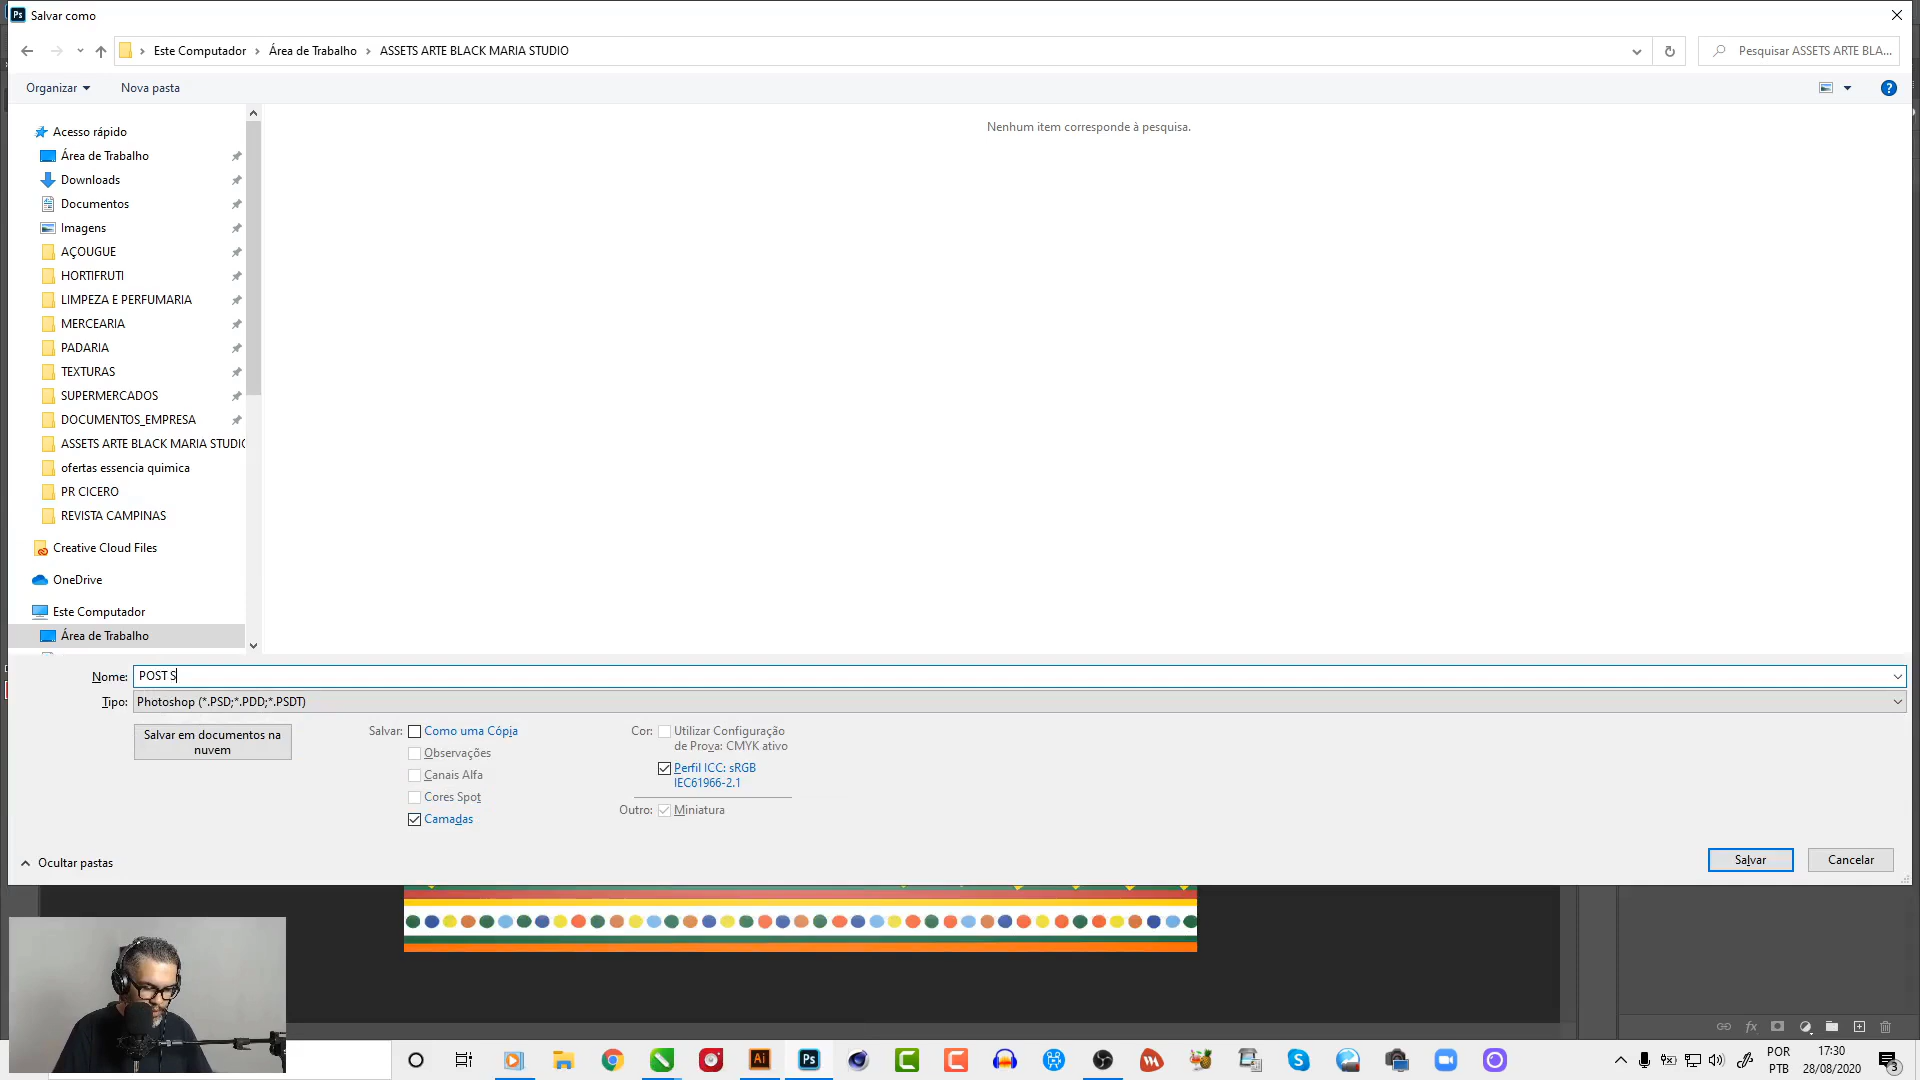 Ps Salvar como
Este Computador > Área de Trabalho > ASSETS ARTE BLACK MARIA STUDIO
Pesquisar ASSETS ARTE BLA...
Organizar
Nova pasta
?
Nenhum item corresponde à pesquisa.
Acesso rápido
Área de Trabalho
Downloads
Documentos
Imagens
AÇOUGUE
HORTIFRUTI
LIMPEZA E PERFUMARIA
MERCEARIA
PADARIA
TEXTURAS
SUPERMERCADOS
DOCUMENTOS_EMPRESA
ASSETS ARTE BLACK MARIA STUDIO
ofertas essencia quimica
PR CICERO
REVISTA CAMPINAS
Creative Cloud Files
OneDrive
Este Computador
Área de Trabalho
Nome: POST S
Tipo: Photoshop (*.PSD;*.PDD;*.PSDT)
Salvar em documentos na
nuvem
Salvar: Como uma Cópia
Observações
Canais Alfa
Cores Spot
Camadas
Cor: Utilizar Configuração
de Prova: CMYK ativo
Perfil ICC: sRGB
IEC61966-2.1
Outro: Miniatura
Ocultar pastas
Salvar
Cancelar
fx
Ai
Ps
POR
PTB
17:30
28/08/2020
3